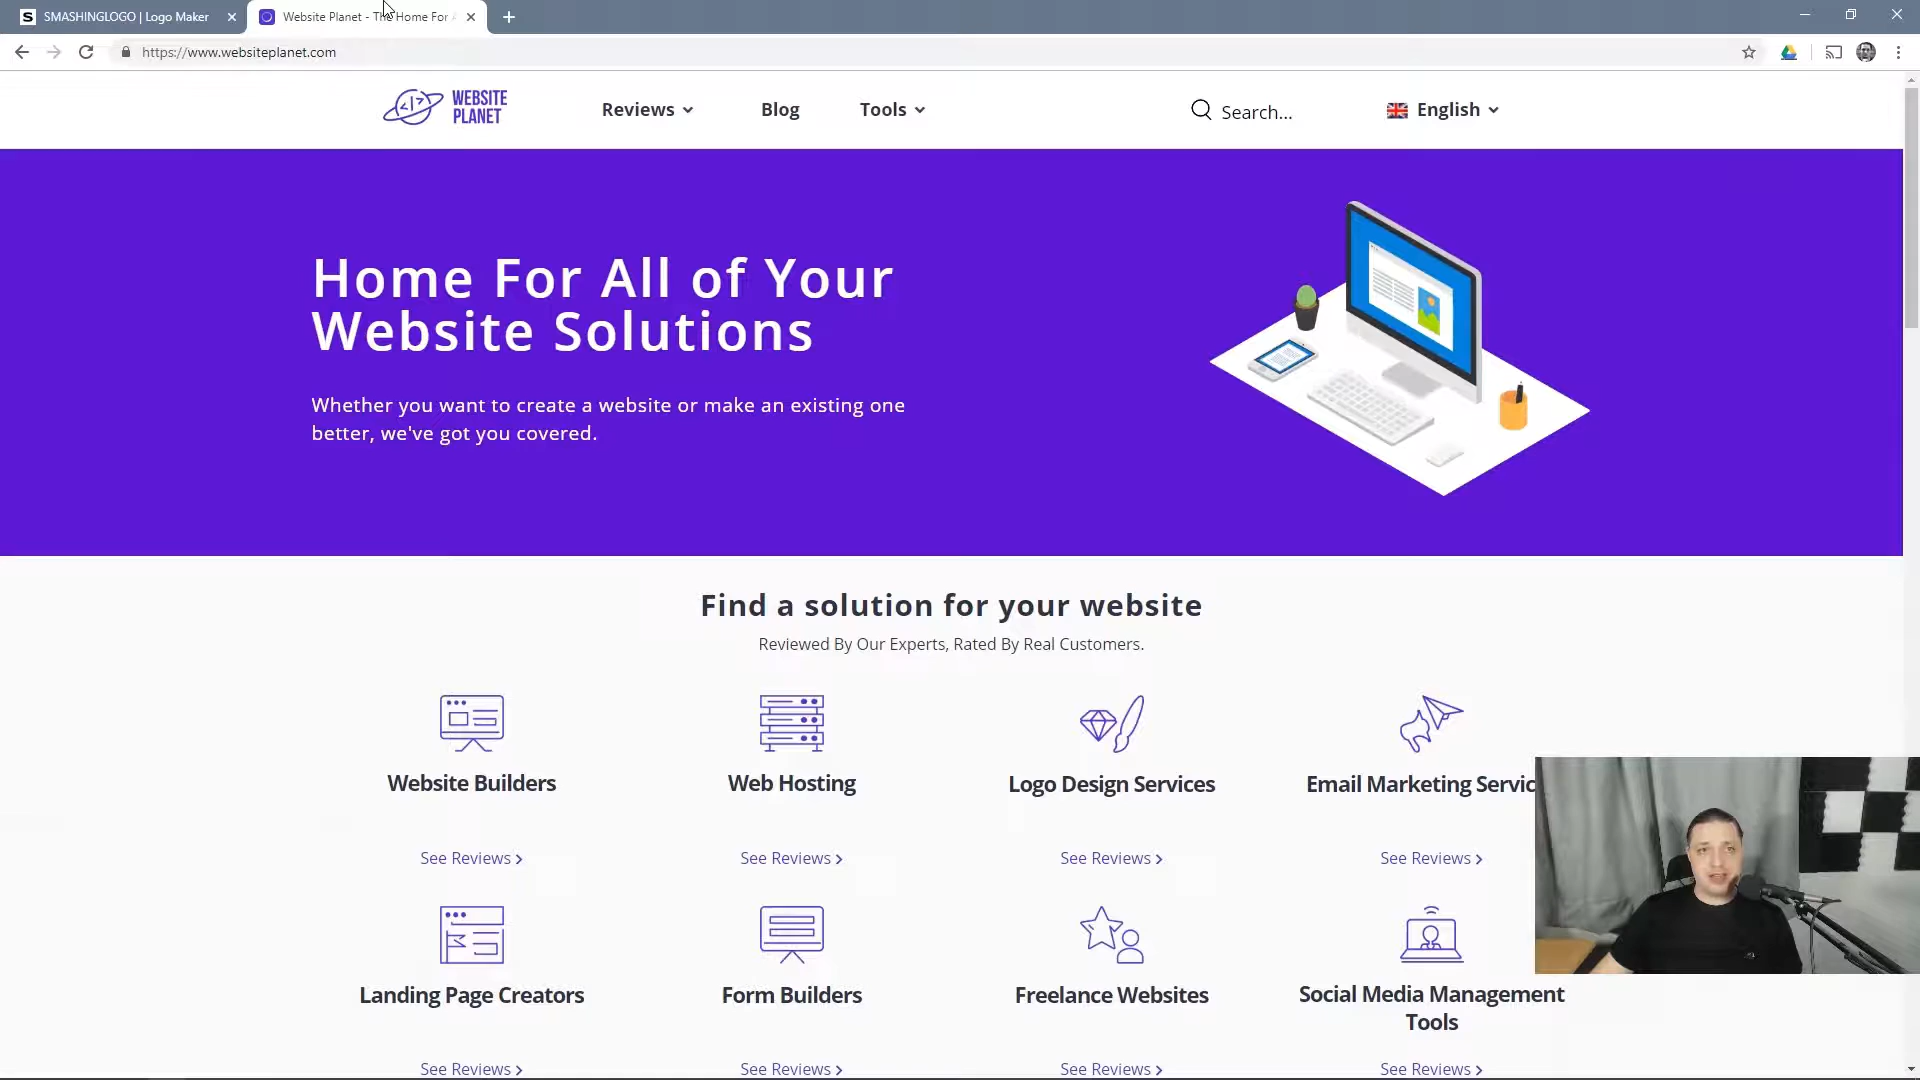 SMASHINGLOGO | Logo Maker
Website Planet - The Home For
https://www.websiteplanet.com
WEBSITE
PLANET
Reviews
Blog
Tools
Search...
English
Home For All of Your
Website Solutions
Whether you want to create a website or make an existing one
better, we've got you covered.
Find a solution for your website
Reviewed By Our Experts, Rated By Real Customers.
Website Builders
Web Hosting
Logo Design Services
Email Marketing Servic
See Reviews
See Reviews
See Reviews
See Reviews
Landing Page Creators
Form Builders
Freelance Websites
Social Media Management
Tools
See Reviews
See Reviews
See Reviews
See Reviews